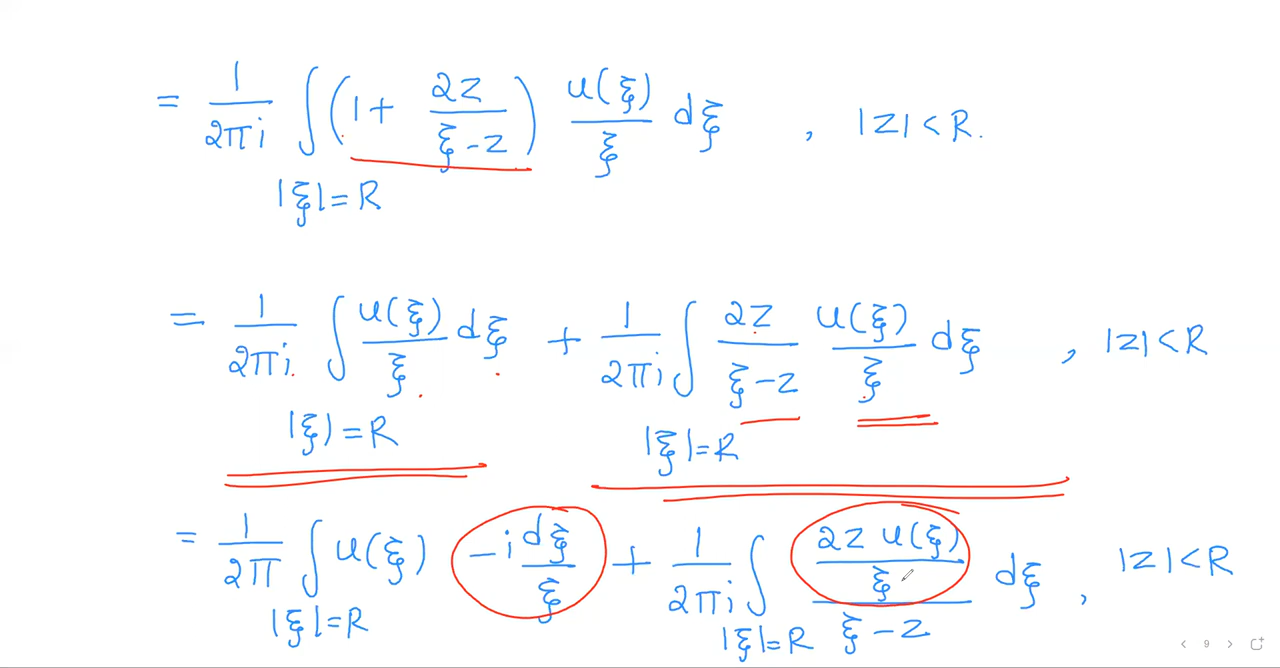 = 1/2πi ∫_{|ξ|=R} (1 + 2z/(ξ-z)) u(ξ)/ξ dξ , |z| < R.
= 1/2πi ∫_{|ξ|=R} u(ξ)/ξ dξ + 1/2πi ∫_{|ξ|=R} 2z/(ξ-z) u(ξ)/ξ dξ , |z| < R
= 1/2π ∫_{|ξ|=R} u(ξ) -i dξ/ξ + 1/2πi ∫_{|ξ|=R} (2z u(ξ)/ξ)/(ξ-z) dξ , |z| < R
9